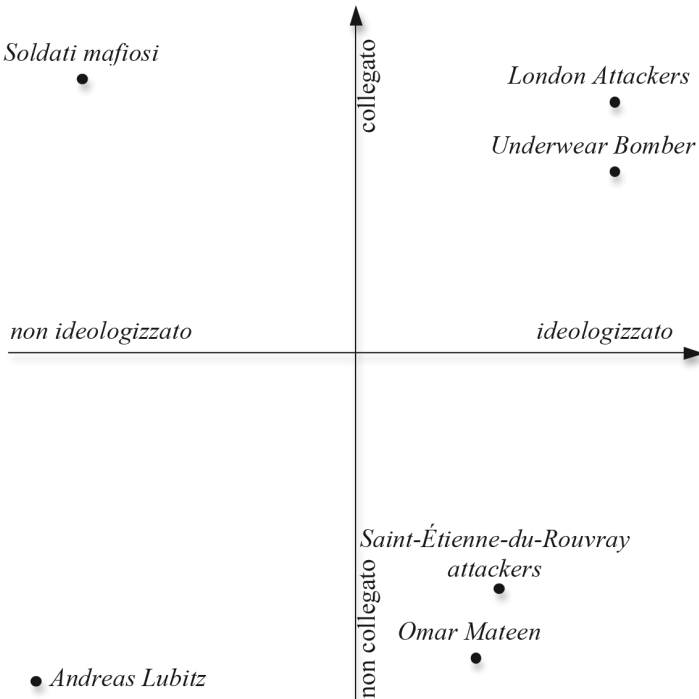 Soldati mafiosi
collegato
London Attackers
Underwear Bomber
non ideologizzato
ideologizzato
Saint-Étienne-du-Rouvray
attackers
non collegato
Omar Mateen
Andreas Lubitz